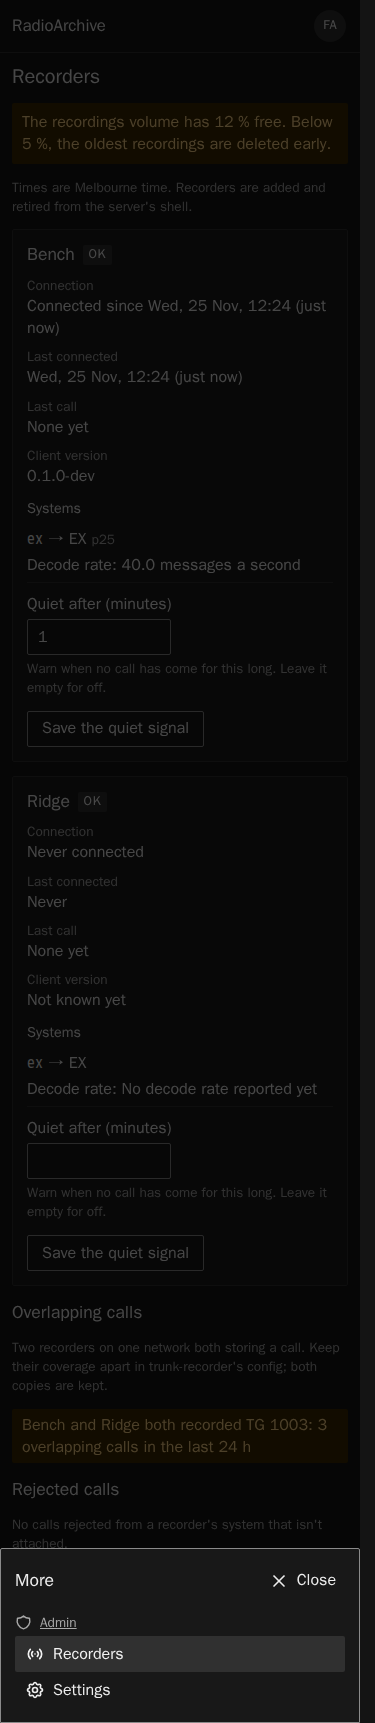 RadioArchive
FA
Recorders
The recordings volume has 12 % free. Below
5 %, the oldest recordings are deleted early.
Times are Melbourne time. Recorders are added and
retired from the server's shell.
Bench OK
Connection
Connected since Wed, 25 Nov, 12:24 (just
now)
Last connected
Wed, 25 Nov, 12:24 (just now)
Last call
None yet
Client version
0.1.0-dev
Systems
ex → EX p25
Decode rate: 40.0 messages a second
Quiet after (minutes)
1
Warn when no call has come for this long. Leave it
empty for off.
Save the quiet signal
Ridge OK
Connection
Never connected
Last connected
Never
Last call
None yet
Client version
Not known yet
Systems
ex → EX
Decode rate: No decode rate reported yet
Quiet after (minutes)
Warn when no call has come for this long. Leave it
empty for off.
Save the quiet signal
Overlapping calls
Two recorders on one network both storing a call. Keep
their coverage apart in trunk-recorder's config; both
copies are kept.
Bench and Ridge both recorded TG 1003: 3
overlapping calls in the last 24 h
Rejected calls
No calls rejected from a recorder's system that isn't
attached.
More
Close
Admin
Recorders
Settings